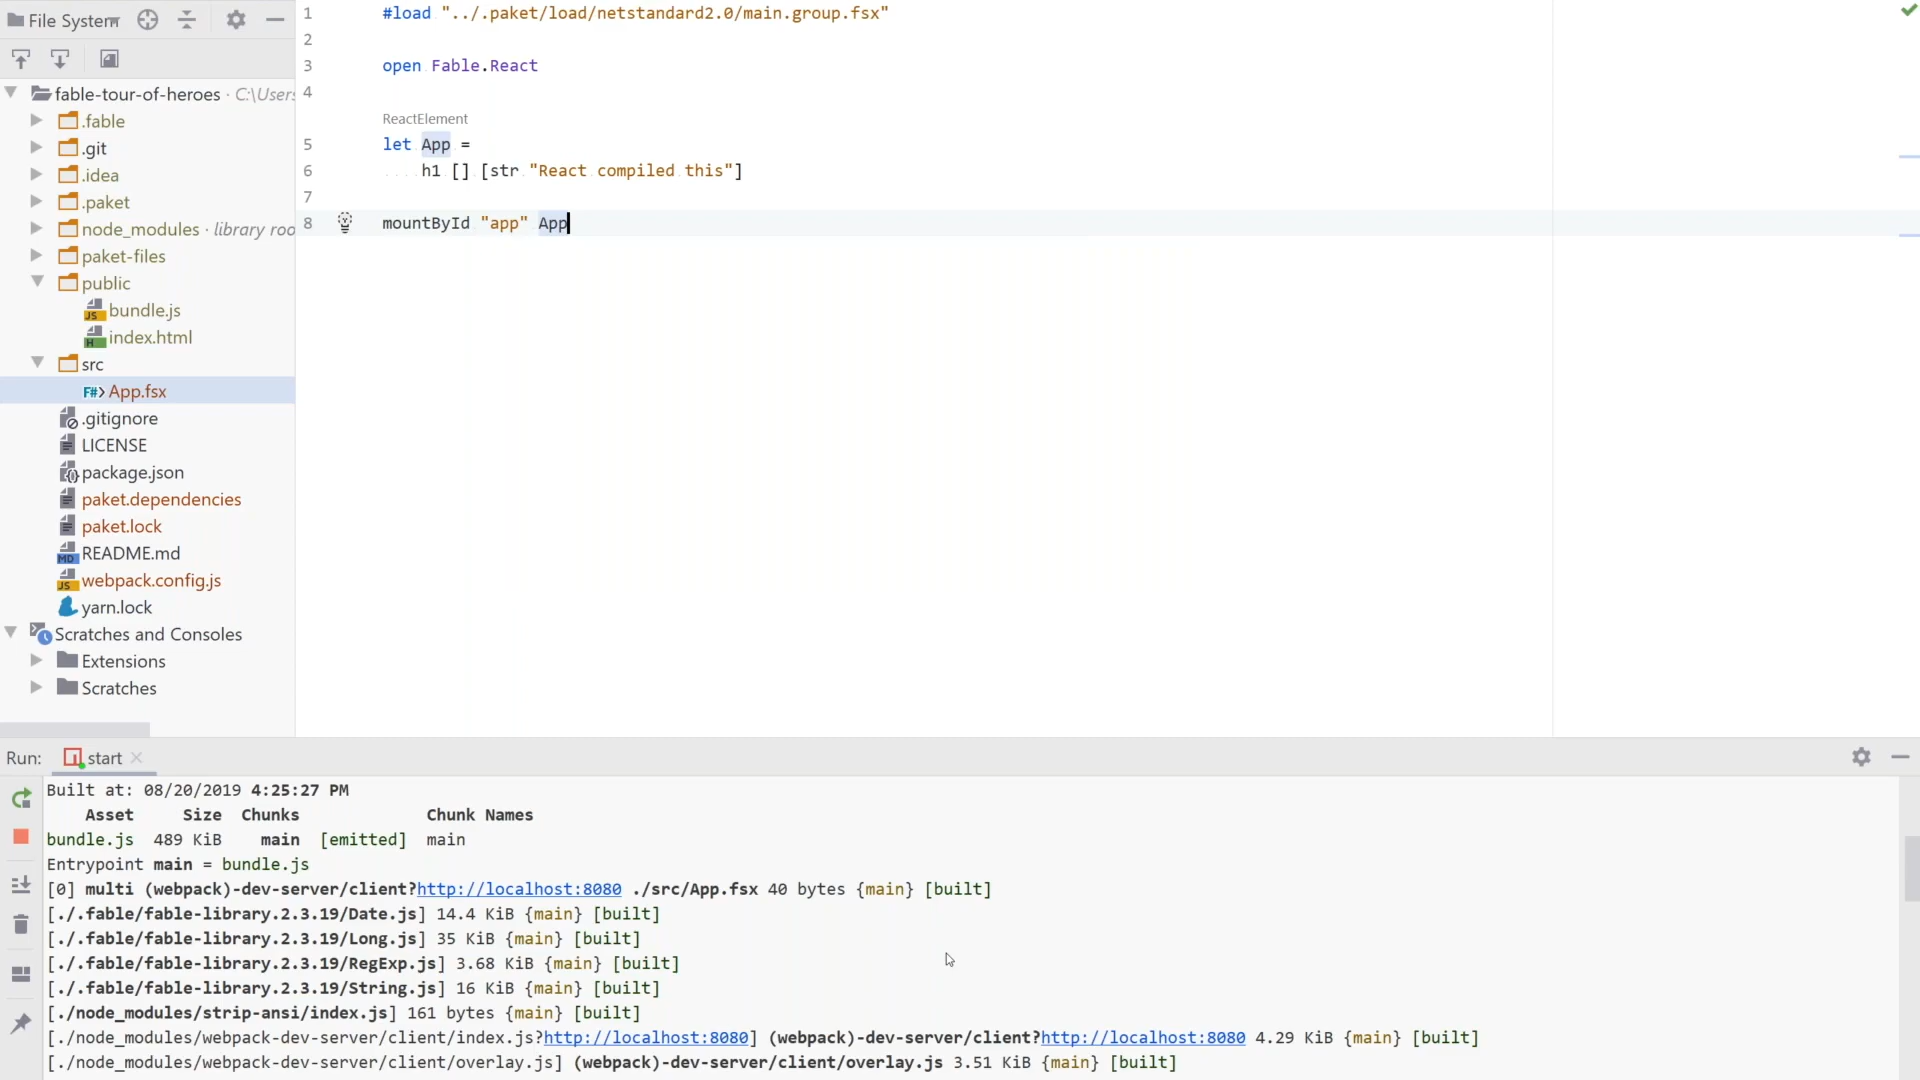 File System
fable-tour-of-heroes · C:\Users
.fable
.git
.idea
.paket
node_modules · library roo
paket-files
public
JS bundle.js
H index.html
src
F#> App.fsx
.gitignore
LICENSE
package.json
paket.dependencies
paket.lock
MD README.md
JS webpack.config.js
yarn.lock
Scratches and Consoles
Extensions
Scratches
1 #load "../.paket/load/netstandard2.0/main.group.fsx"
2
3 open Fable.React
4
ReactElement
5 let App =
6 h1 [] [str "React compiled this"]
7
8 mountById "app" App
Run: start
Built at: 08/20/2019 4:25:27 PM
Asset Size Chunks Chunk Names
bundle.js 489 KiB main [emitted] main
Entrypoint main = bundle.js
[0] multi (webpack)-dev-server/client?http://localhost:8080 ./src/App.fsx 40 bytes {main} [built]
[./.fable/fable-library.2.3.19/Date.js] 14.4 KiB {main} [built]
[./.fable/fable-library.2.3.19/Long.js] 35 KiB {main} [built]
[./.fable/fable-library.2.3.19/RegExp.js] 3.68 KiB {main} [built]
[./.fable/fable-library.2.3.19/String.js] 16 KiB {main} [built]
[./node_modules/strip-ansi/index.js] 161 bytes {main} [built]
[./node_modules/webpack-dev-server/client/index.js?http://localhost:8080] (webpack)-dev-server/client?http://localhost:8080 4.29 KiB {main} [built]
[./node_modules/webpack-dev-server/client/overlay.js] (webpack)-dev-server/client/overlay.js 3.51 KiB {main} [built]